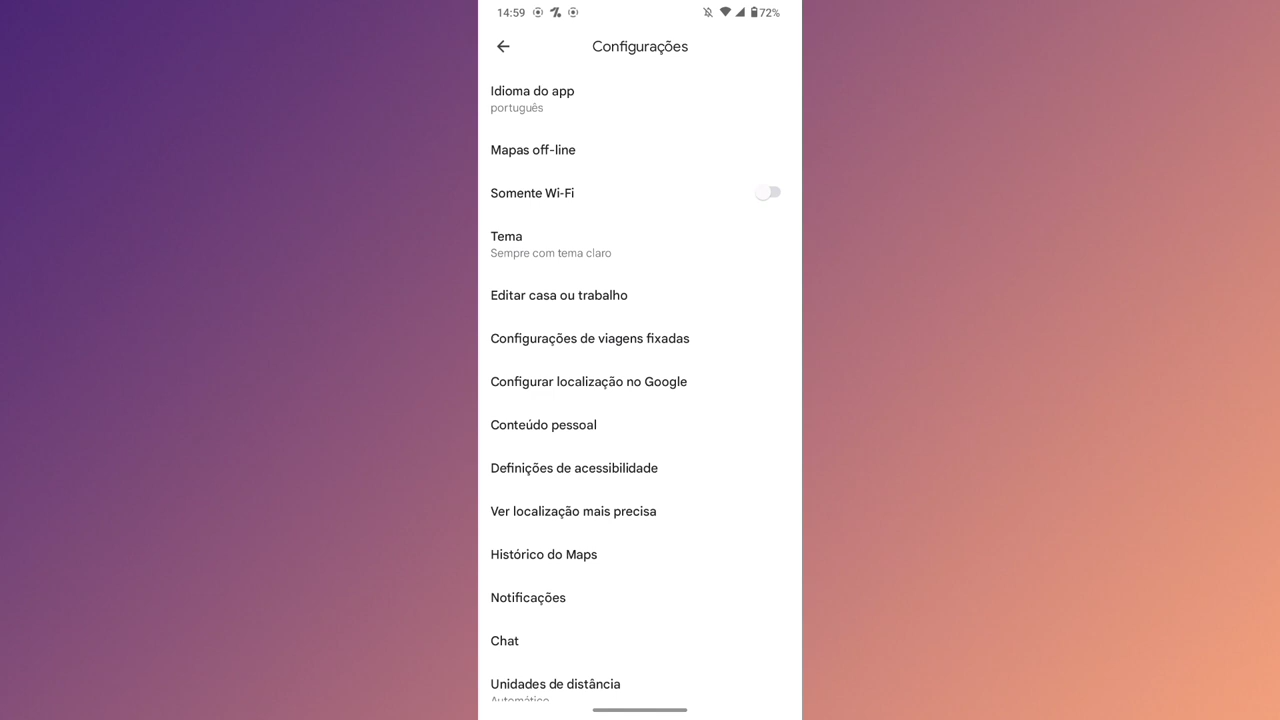 14:59
72%
Configurações
Idioma do app
português
Mapas off-line
Somente Wi-Fi
Tema
Sempre com tema claro
Editar casa ou trabalho
Configurações de viagens fixadas
Configurar localização no Google
Conteúdo pessoal
Definições de acessibilidade
Ver localização mais precisa
Histórico do Maps
Notificações
Chat
Unidades de distância
Automático